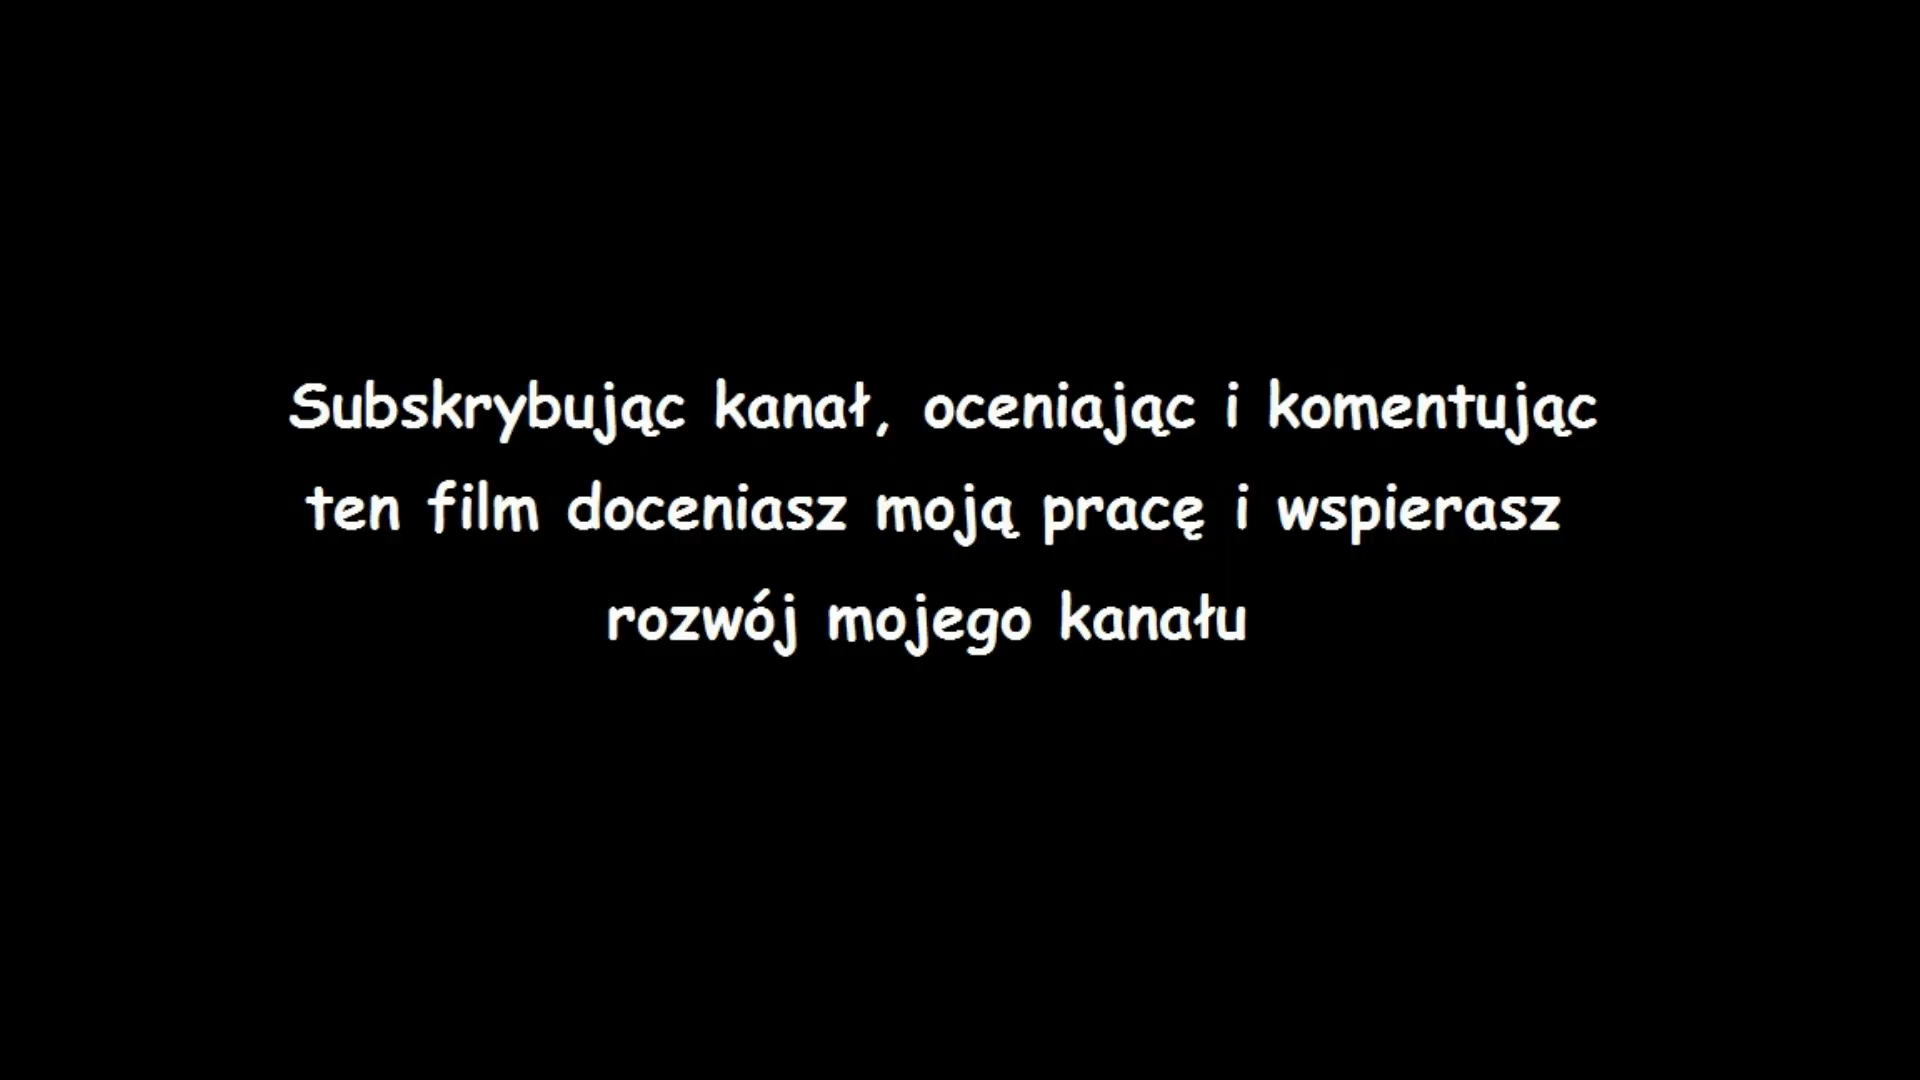 Subskrybując kanał, oceniając i komentując
ten film doceniasz moją pracę i wspierasz
rozwój mojego kanału